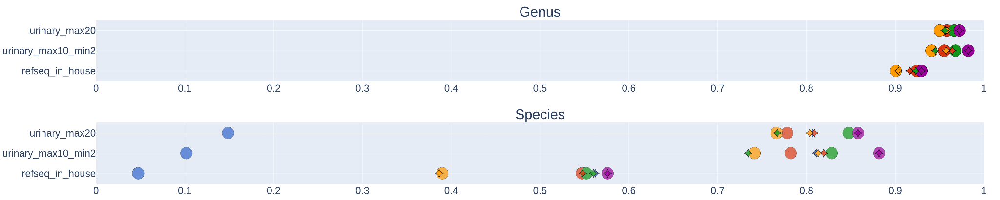 Genus
urinary_max20
urinary_max10_min2
refseq_in_house
0 0.1 0.2 0.3 0.4 0.5 0.6 0.7 0.8 0.9 1
Species
urinary_max20
urinary_max10_min2
refseq_in_house
0 0.1 0.2 0.3 0.4 0.5 0.6 0.7 0.8 0.9 1